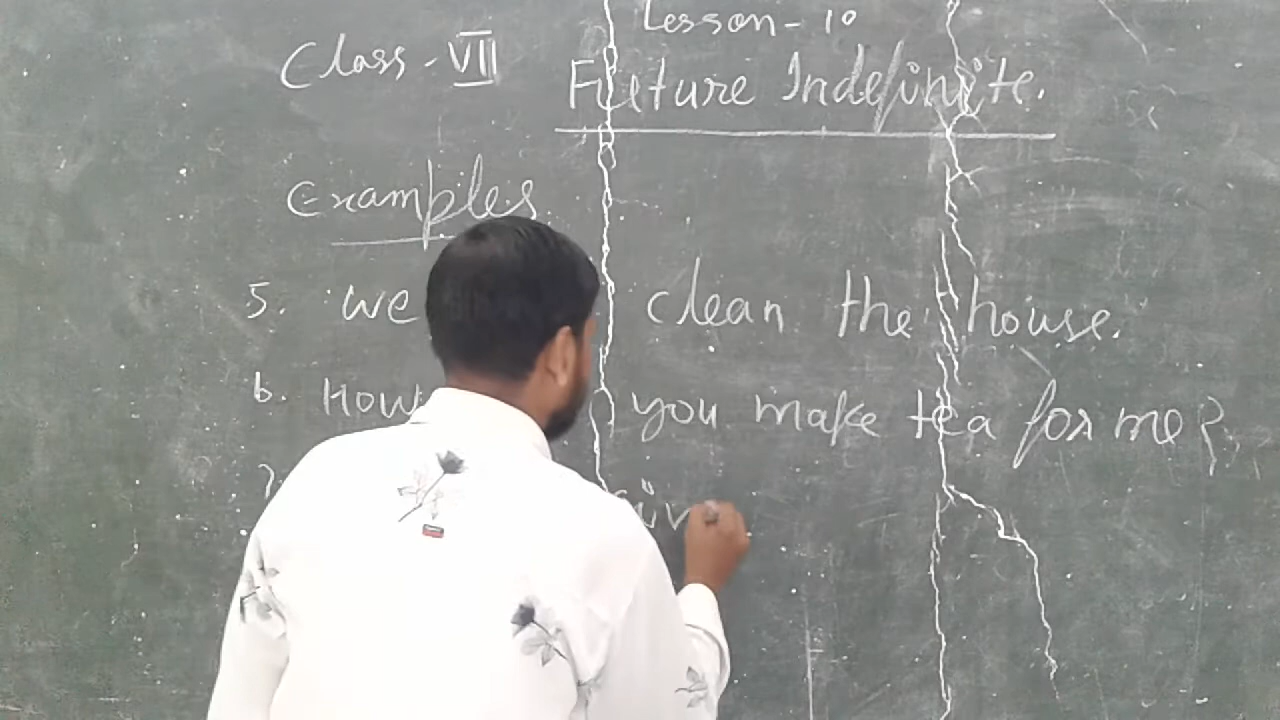 Lesson - 10
Class - VII
Future Indefinite.
Examples
5. we clean the house.
6. How you make tea for me?
7.